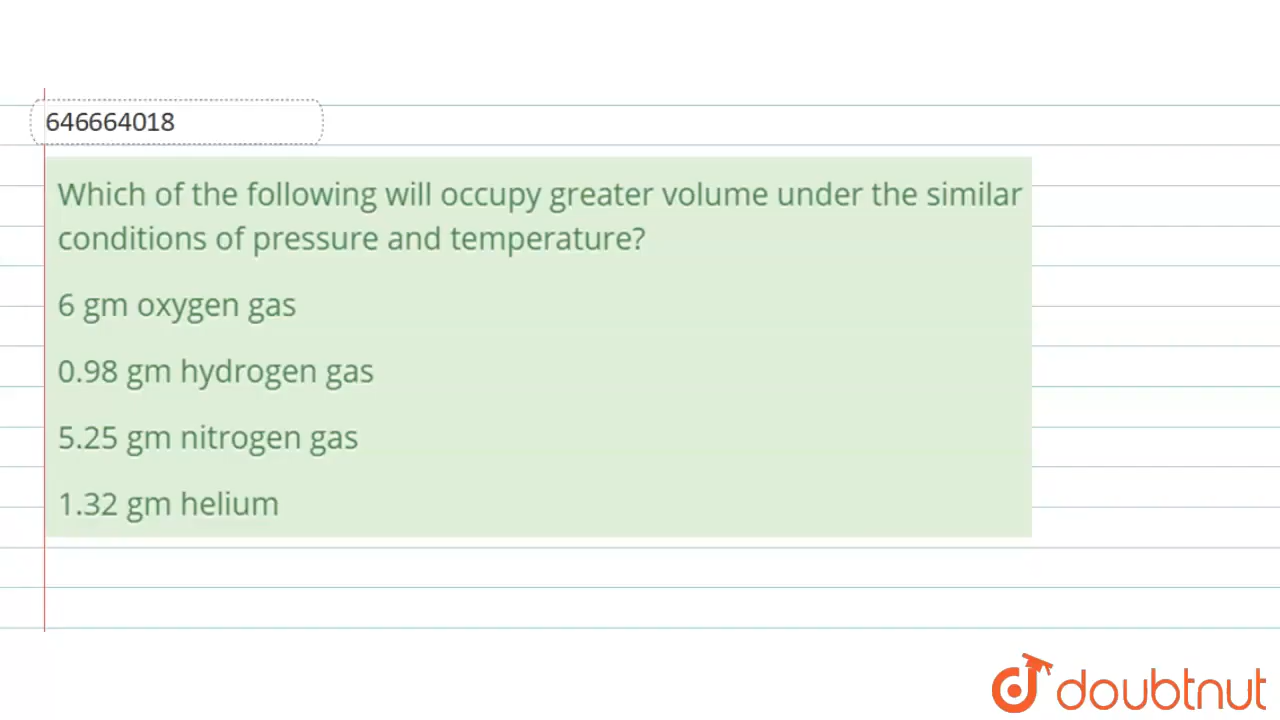 646664018
Which of the following will occupy greater volume under the similar
conditions of pressure and temperature?
6 gm oxygen gas
0.98 gm hydrogen gas
5.25 gm nitrogen gas
1.32 gm helium
doubtnut